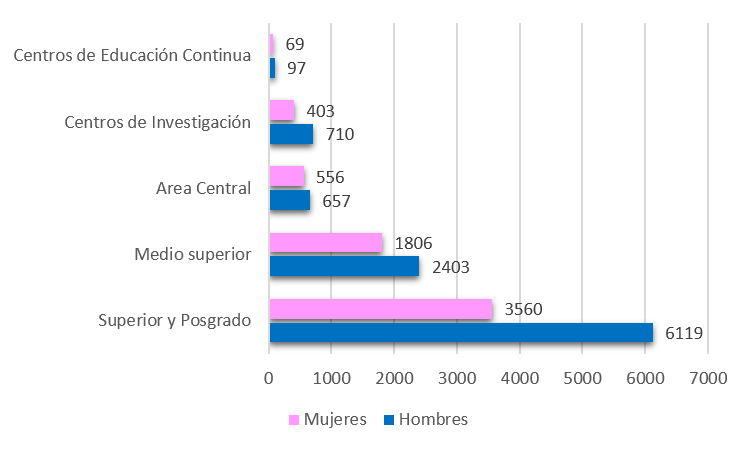 Centros de Educación Continua
69
97
Centros de Investigación
403
710
Area Central
556
657
Medio superior
1806
2403
Superior y Posgrado
3560
6119
0 1000 2000 3000 4000 5000 6000 7000
Mujeres Hombres